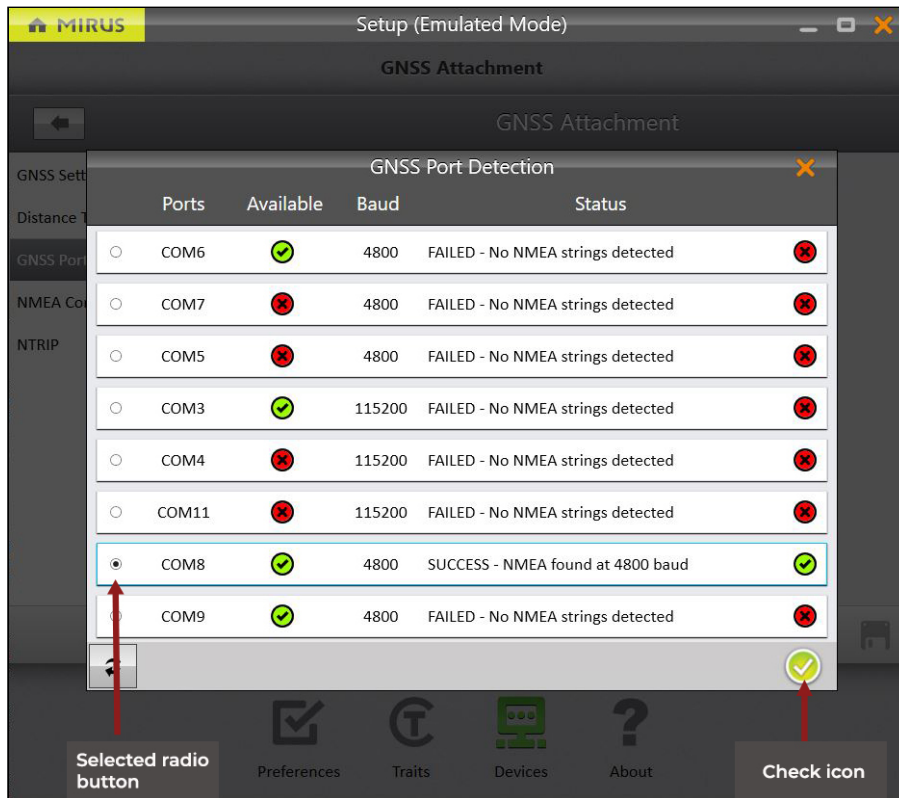 MIRUS
Setup (Emulated Mode)
GNSS Attachment
GNSS Attachment
GNSS Sett
Distance T
GNSS Port
NMEA Co
NTRIP
GNSS Port Detection
Ports Available Baud Status
COM6 4800 FAILED - No NMEA strings detected
COM7 4800 FAILED - No NMEA strings detected
COM5 4800 FAILED - No NMEA strings detected
COM3 115200 FAILED - No NMEA strings detected
COM4 115200 FAILED - No NMEA strings detected
COM11 115200 FAILED - No NMEA strings detected
COM8 4800 SUCCESS - NMEA found at 4800 baud
COM9 4800 FAILED - No NMEA strings detected
Preferences Traits Devices About
Selected radio
button
Check icon